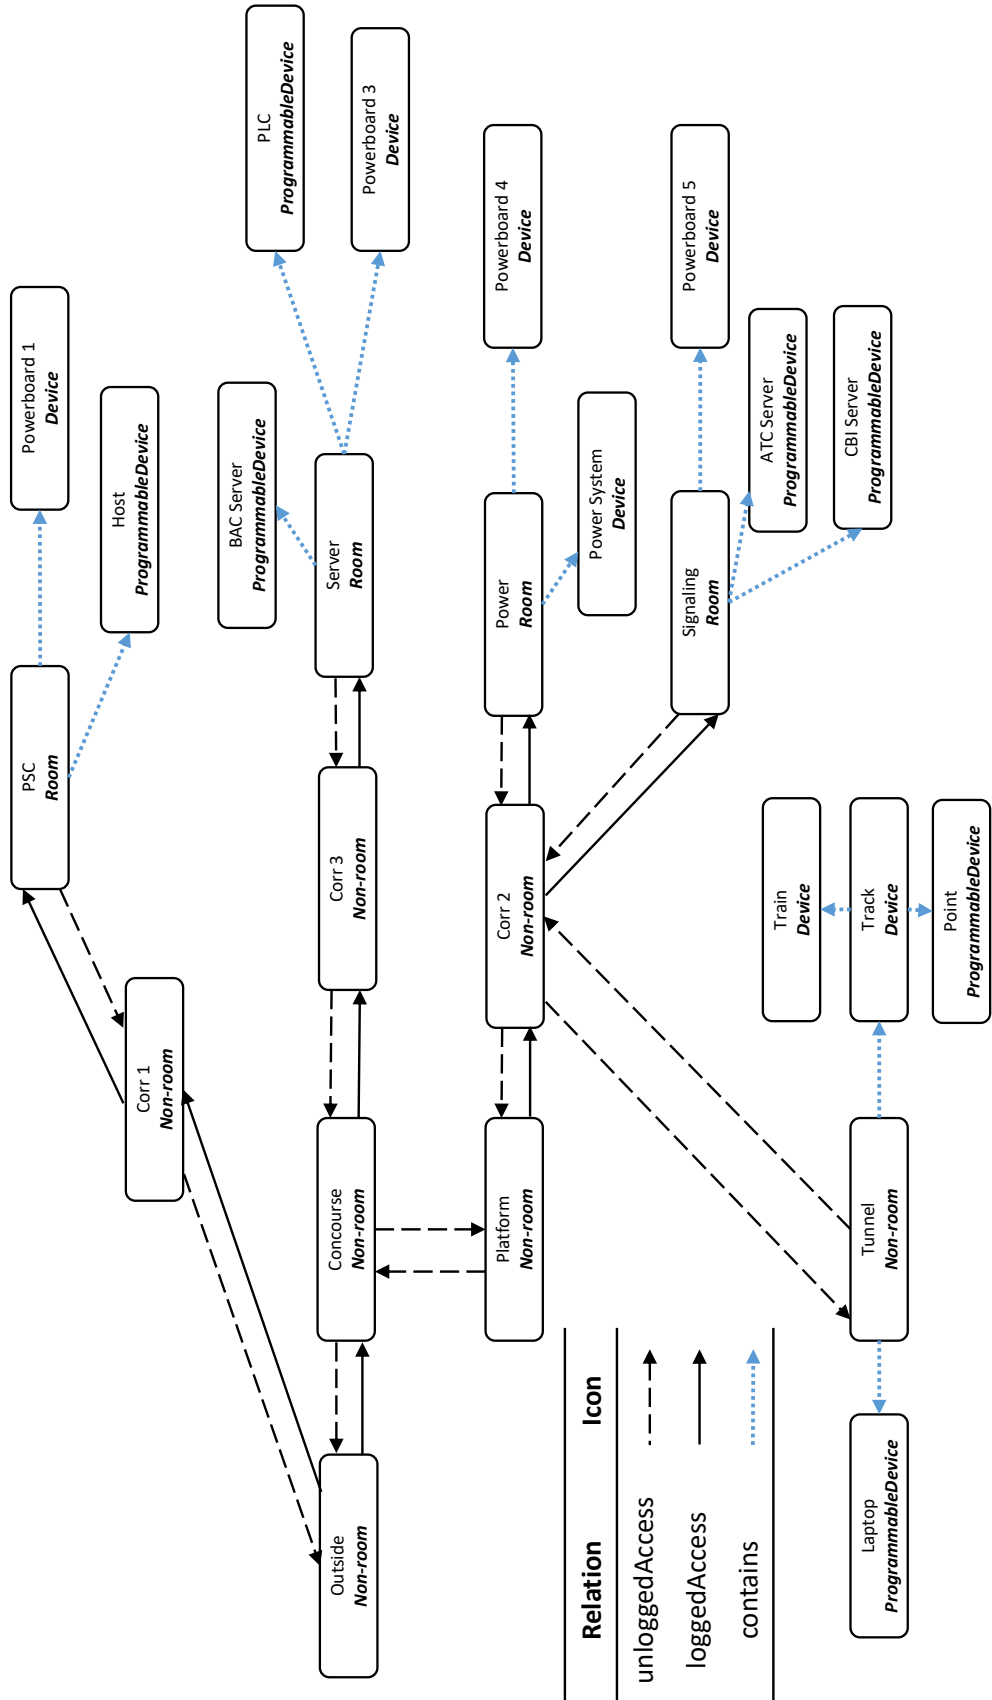 Powerboard 1
Device
PSC
Room
Host
ProgrammableDevice
Corr 1
Non-room
BAC Server
ProgrammableDevice
PLC
ProgrammableDevice
Outside
Non-room
Concourse
Non-room
Corr 3
Non-room
Server
Room
Powerboard 3
Device
Platform
Non-room
Corr 2
Non-room
Power
Room
Powerboard 4
Device
Power System
Device
Signaling
Room
Powerboard 5
Device
Train
Device
ATC Server
ProgrammableDevice
Laptop
ProgrammableDevice
Tunnel
Non-room
Track
Device
CBI Server
ProgrammableDevice
Point
ProgrammableDevice
Relation Icon
unloggedAccess
loggedAccess
contains